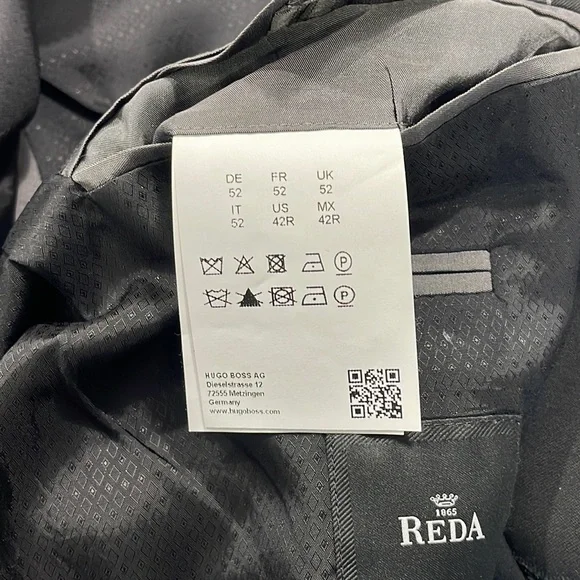 DE FR UK
52 52 52
IT US MX
52 42R 42R
P
P
HUGO BOSS AG
Dieselstrasse 12
72555 Metzingen
Germany
www.hugoboss.com
1865
REDA